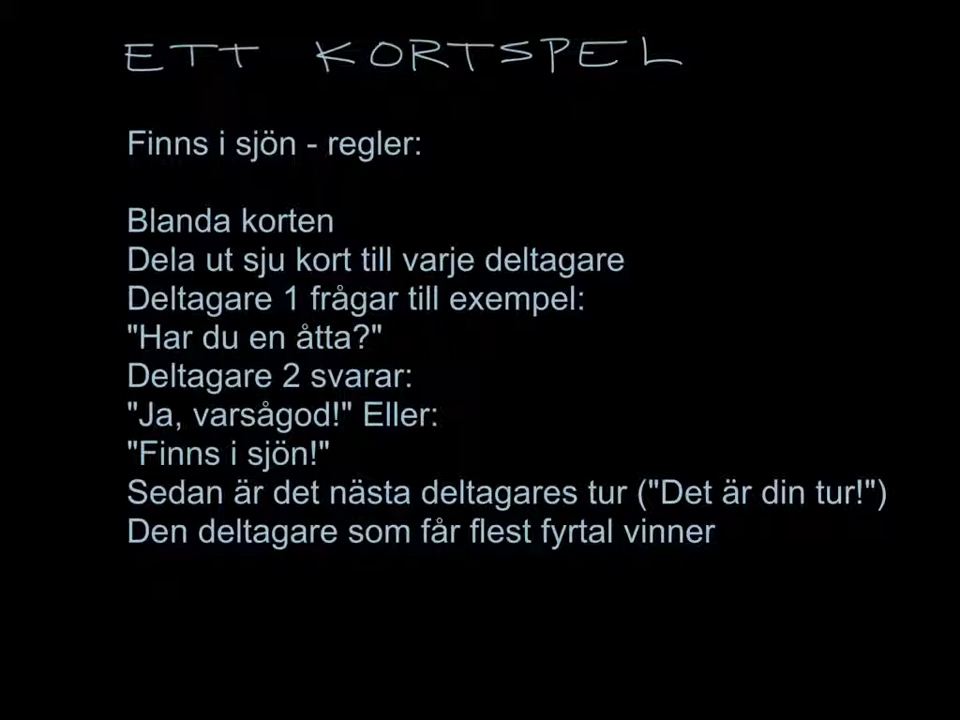 ETT KORTSPEL
Finns i sjön - regler:
Blanda korten
Dela ut sju kort till varje deltagare
Deltagare 1 frågar till exempel:
"Har du en åtta?"
Deltagare 2 svarar:
"Ja, varsågod!" Eller:
"Finns i sjön!"
Sedan är det nästa deltagares tur ("Det är din tur!")
Den deltagare som får flest fyrtal vinner